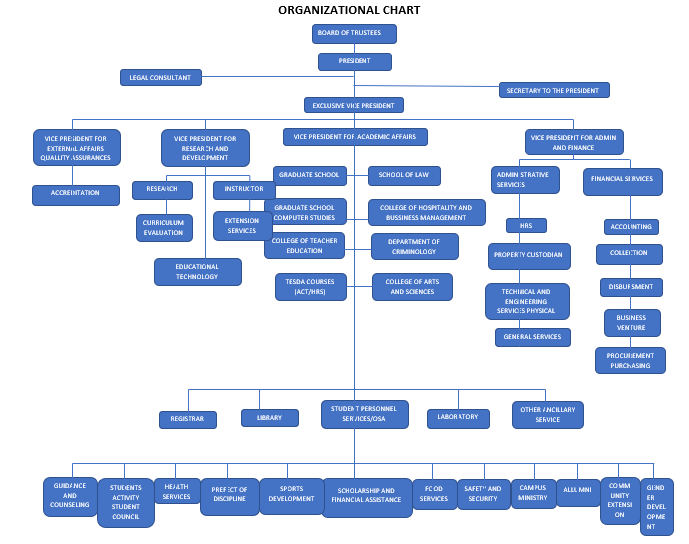 ORGANIZATIONAL CHART
BOARD OF TRUSTEES
PRESIDENT
LEGAL CONSULTANT
SECRETARY TO THE PRESIDENT
EXCLUSIVE VICE PRESIDENT
VICE PRESIDENT FOR
EXTERNAL AFFAIRS
QUALLITY ASSURANCES
VICE PRESIDENT FOR
RESEARCH AND
DEVELOPMENT
VICE PRESIDENT FOR ACADEMIC AFFAIRS
VICE PRESIDENT FOR ADMIN
AND FINANCE
ACCREDITATION
RESEARCH
INSTRUCTOR
CURRICULUM
EVALUATION
EXTENSION
SERVICES
EDUCATIONAL
TECHNOLOGY
GRADUATE SCHOOL
SCHOOL OF LAW
GRADUATE SCHOOL
COMPUTER STUDIES
COLLEGE OF HOSPITALITY AND
BUSSINESS MANAGEMENT
COLLEGE OF TEACHER
EDUCATION
DEPARTMENT OF
CRIMINOLOGY
TESDA COURSES
(ACT/HRS)
COLLEGE OF ARTS
AND SCIENCES
ADMINISTRATIVE
SERVICES
FINANCIAL SERVICES
HRS
PROPERTY CUSTODIAN
TECHNICAL AND
ENGINEERING
SERVICES PHYSICAL
GENERAL SERVICES
ACCOUNTING
COLLECTION
DISBURSMENT
BUSINESS
VENTURE
PROCUREMENT
PURCHASING
REGISTRAR
LIBRARY
STUDENT PERSONNEL
SERVICES/OSA
LABORATORY
OTHER ANCILLARY
SERVICE
GUIDANCE
AND
COUNSELING
STUDENTS
ACTIVITY
STUDENT
COUNCIL
HEALTH
SERVICES
PREFECT OF
DISCIPLINE
SPORTS
DEVELOPMENT
SCHOLARSHIP AND
FINANCIAL ASSISTANCE
FOOD
SERVICES
SAFETY AND
SECURITY
CAMPUS
MINISTRY
ALUMNI
COMM
UNITY
EXTENSI
ON
GEND
ER
DEVEL
OPME
NT